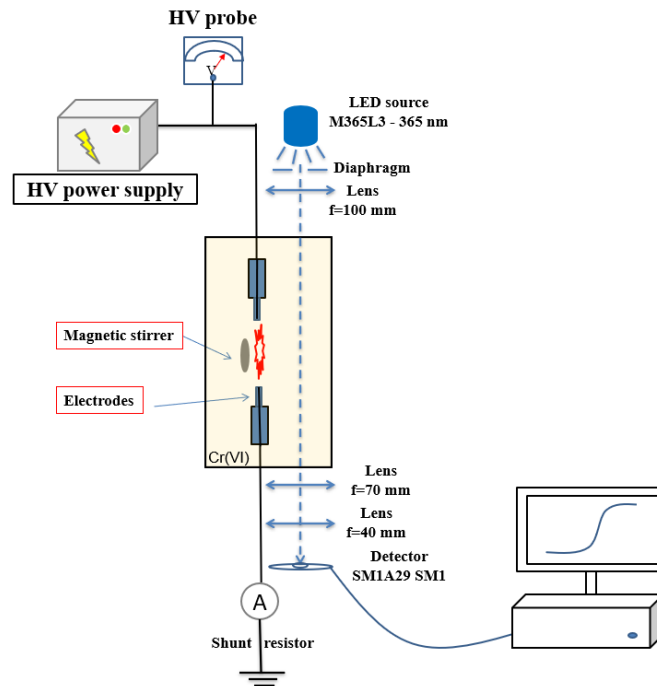 HV probe
V
LED source
M365L3 - 365 nm
Diaphragm
Lens
f=100 mm
HV power supply
Magnetic stirrer
Electrodes
Cr(VI)
Lens
f=70 mm
Lens
f=40 mm
Detector
SM1A29 SM1
A
Shunt resistor